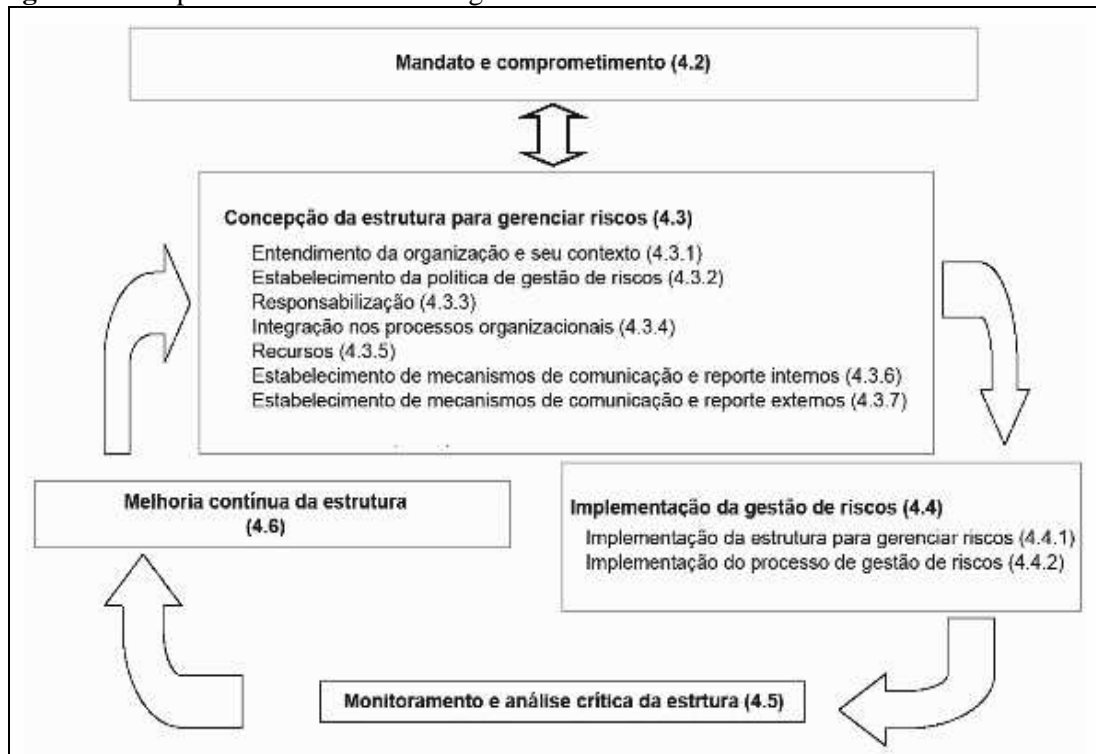 Mandato e comprometimento (4.2)
Concepção da estrutura para gerenciar riscos (4.3)
Entendimento da organização e seu contexto (4.3.1)
Estabelecimento da política de gestão de riscos (4.3.2)
Responsabilização (4.3.3)
Integração nos processos organizacionais (4.3.4)
Recursos (4.3.5)
Estabelecimento de mecanismos de comunicação e reporte internos (4.3.6)
Estabelecimento de mecanismos de comunicação e reporte externos (4.3.7)
Melhoria contínua da estrutura
(4.6)
Implementação da gestão de riscos (4.4)
Implementação da estrutura para gerenciar riscos (4.4.1)
Implementação do processo de gestão de riscos (4.4.2)
Monitoramento e análise crítica da estrtura (4.5)